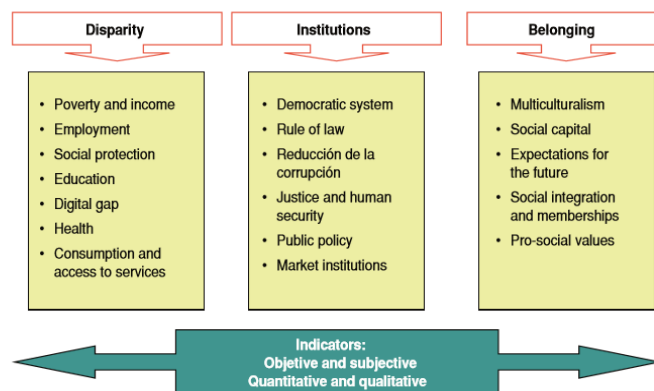 Disparity
Institutions
Belonging
• Poverty and income
• Employment
• Social protection
• Education
• Digital gap
• Health
• Consumption and
access to services
• Democratic system
• Rule of law
• Reducción de la
corrupción
• Justice and human
security
• Public policy
• Market institutions
• Multiculturalism
• Social capital
• Expectations for
the future
• Social integration
and memberships
• Pro-social values
Indicators:
Objetive and subjective
Quantitative and qualitative